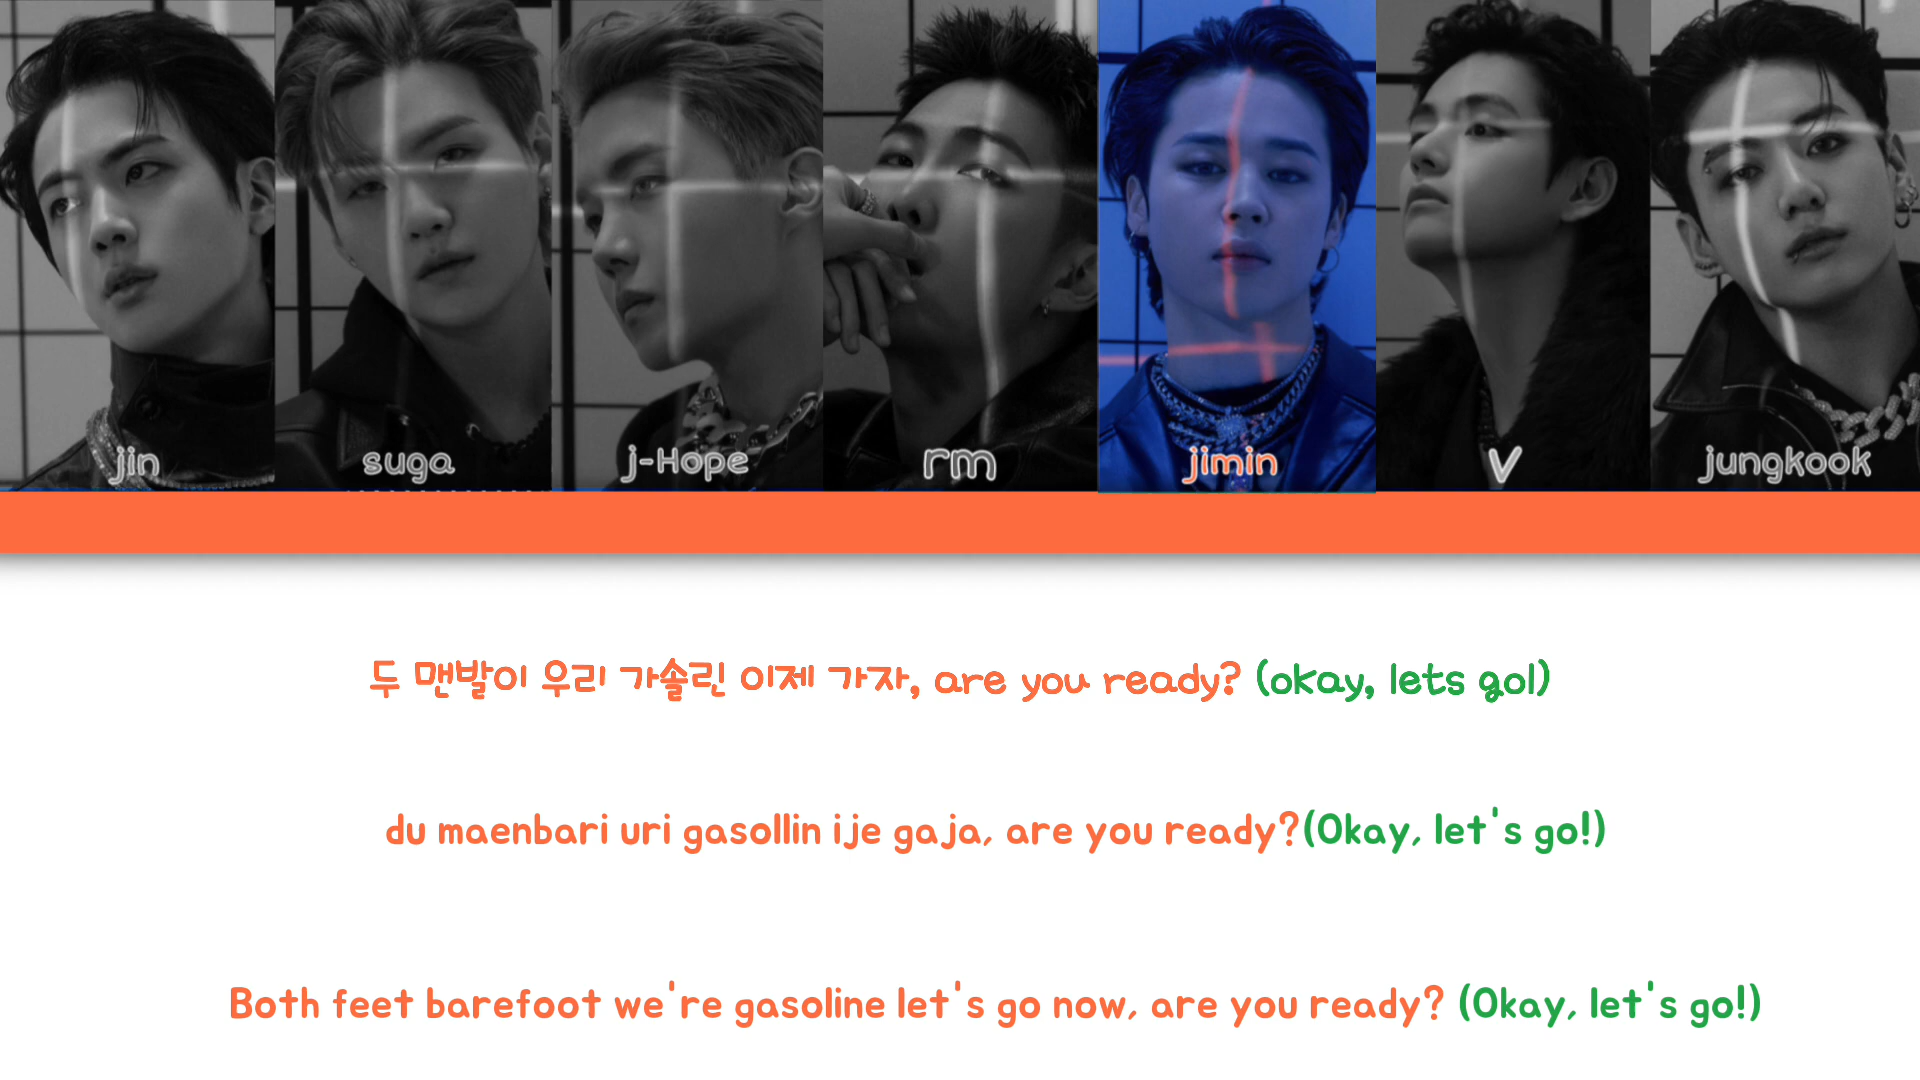 jin suga j-Hope rm jimin V jungkook
두 맨발이 우리 가솔린 이제 가자, are you ready? (okay, lets gol)
du maenbari uri gasollin ije gaja, are you ready?(Okay, let's go!)
Both feet barefoot we're gasoline let's go now, are you ready? (Okay, let's go!)